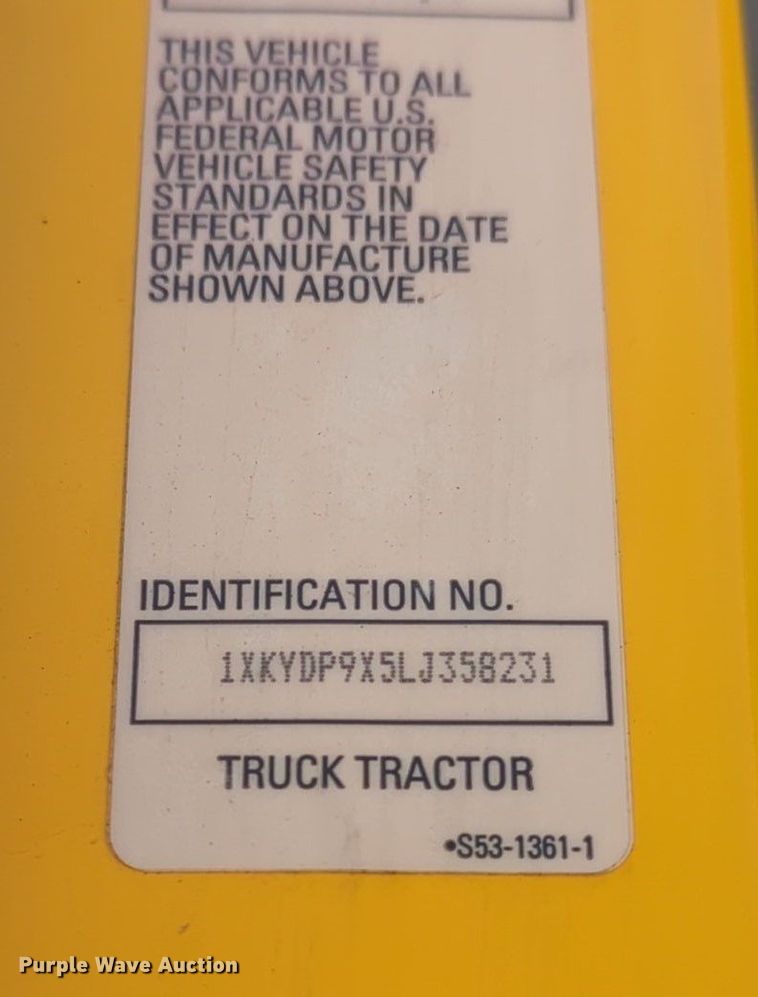 THIS VEHICLE
CONFORMS TO ALL
APPLICABLE U.S.
FEDERAL MOTOR
VEHICLE SAFETY
STANDARDS IN
EFFECT ON THE DATE
OF MANUFACTURE
SHOWN ABOVE.
IDENTIFICATION NO.
1XKYDP9X5LJ358231
TRUCK TRACTOR
•S53-1361-1
Purple Wave Auction